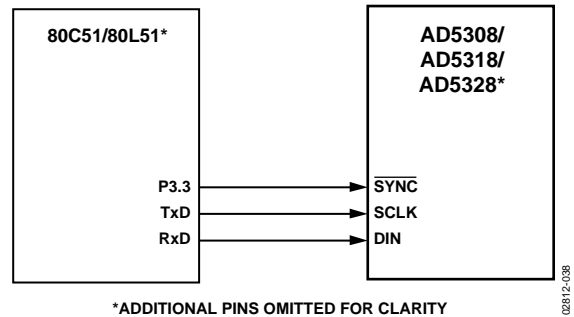 80C51/80L51*
AD5308/
AD5318/
AD5328*
P3.3
SYNC
TxD
SCLK
RxD
DIN
*ADDITIONAL PINS OMITTED FOR CLARITY
02812-038